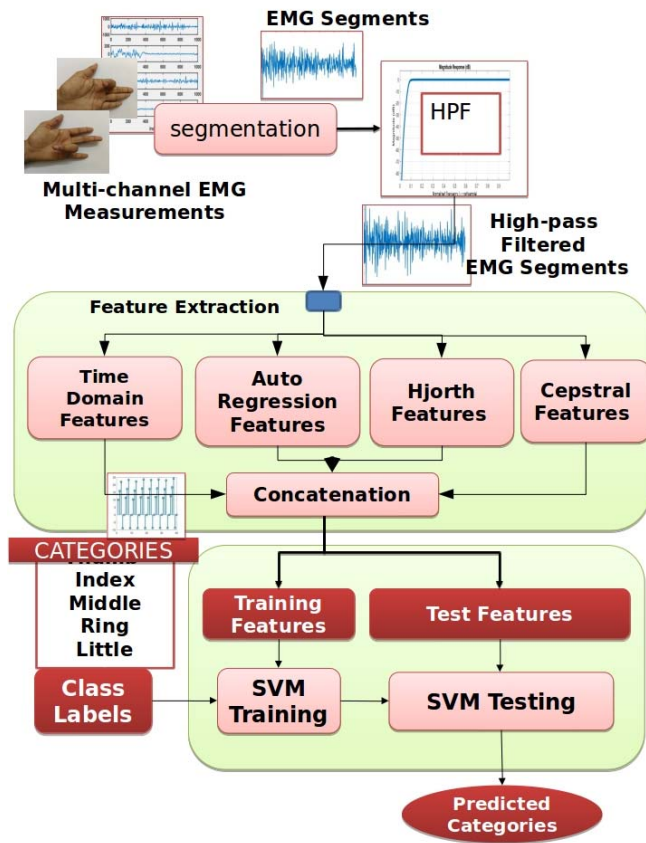 EMG Segments
segmentation
HPF
Multi-channel EMG
Measurements
High-pass
Filtered
EMG Segments
Feature Extraction
Time
Domain
Features
Auto
Regression
Features
Hjorth
Features
Cepstral
Features
Concatenation
CATEGORIES
Index
Middle
Ring
Little
Training
Features
Test Features
Class
Labels
SVM
Training
SVM Testing
Predicted
Categories